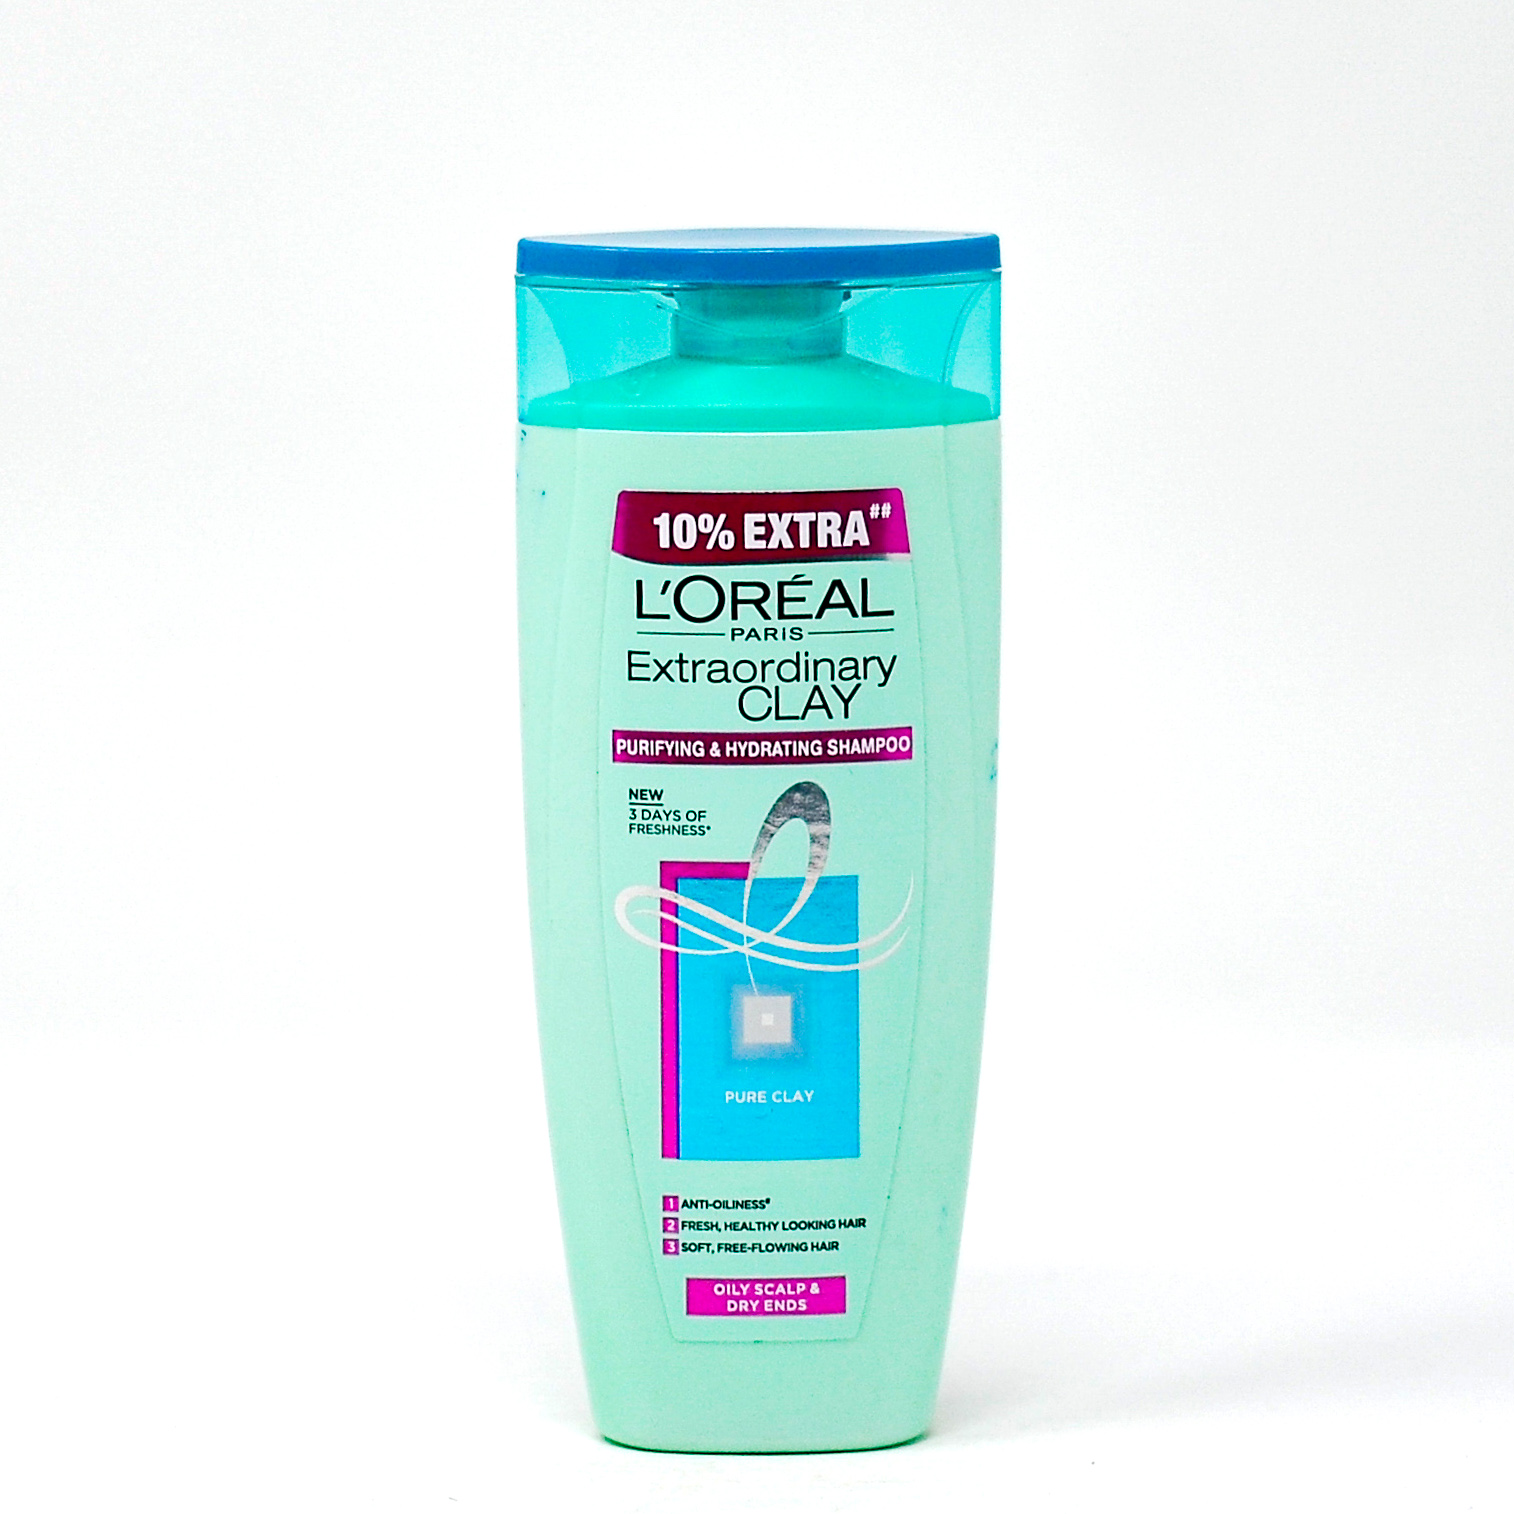 10% EXTRA##
L'ORÉAL
PARIS
Extraordinary
CLAY
PURIFYING & HYDRATING SHAMPOO
NEW
3 DAYS OF
FRESHNESS*
PURE CLAY
1 ANTI-OILINESS#
2 FRESH, HEALTHY LOOKING HAIR
3 SOFT, FREE-FLOWING HAIR
OILY SCALP &
DRY ENDS